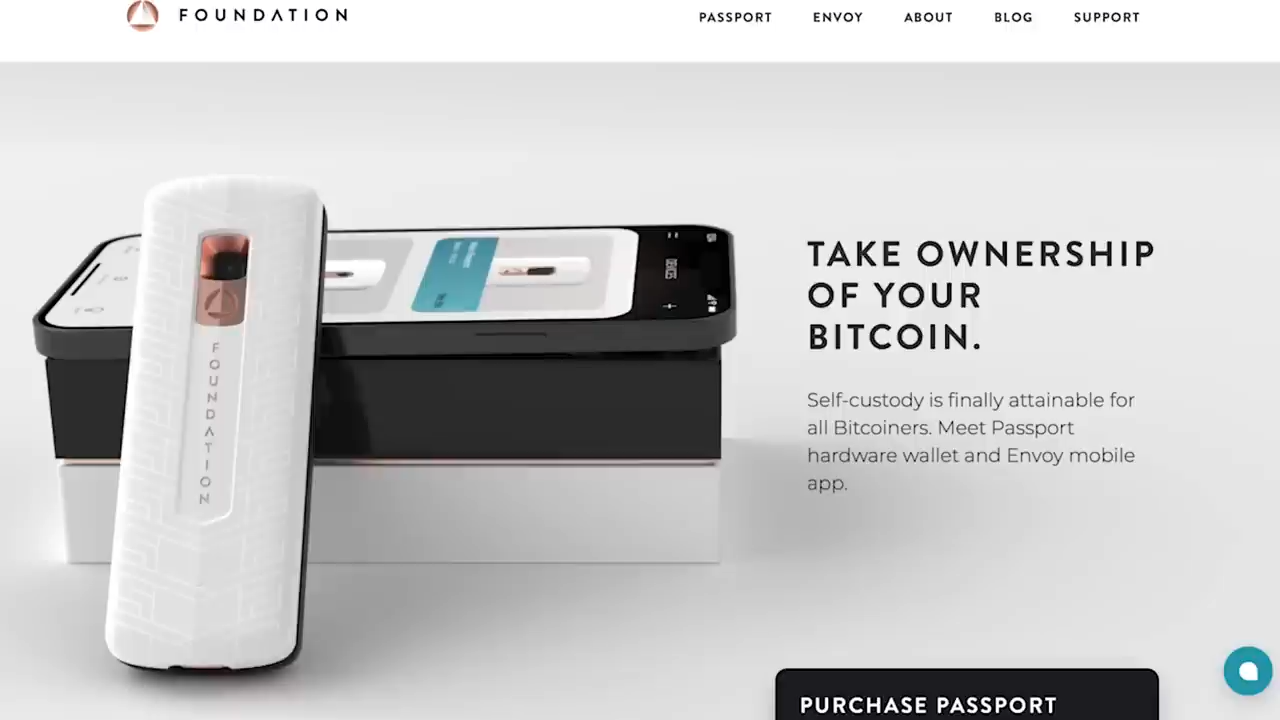 FOUNDATION
PASSPORT ENVOY ABOUT BLOG SUPPORT
TAKE OWNERSHIP
OF YOUR
BITCOIN.
Self-custody is finally attainable for
all Bitcoiners. Meet Passport
hardware wallet and Envoy mobile
app.
FOUNDATION
PURCHASE PASSPORT